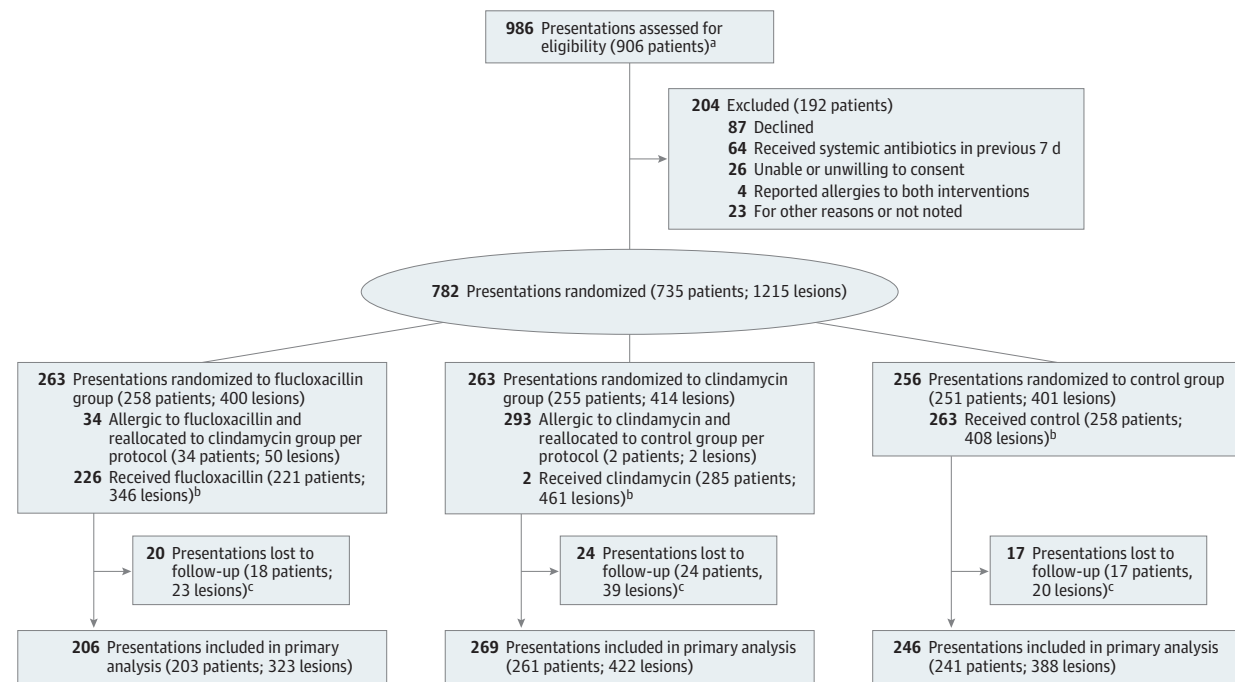 986 Presentations assessed for
eligibility (906 patients)a
204 Excluded (192 patients)
87 Declined
64 Received systemic antibiotics in previous 7 d
26 Unable or unwilling to consent
4 Reported allergies to both interventions
23 For other reasons or not noted
782 Presentations randomized (735 patients; 1215 lesions)
263 Presentations randomized to flucloxacillin
group (258 patients; 400 lesions)
34 Allergic to flucloxacillin and
reallocated to clindamycin group per
protocol (34 patients; 50 lesions)
226 Received flucloxacillin (221 patients;
346 lesions)b
263 Presentations randomized to clindamycin
group (255 patients; 414 lesions)
293 Allergic to clindamycin and
reallocated to control group per
protocol (2 patients; 2 lesions)
2 Received clindamycin (285 patients;
461 lesions)b
256 Presentations randomized to control group
(251 patients; 401 lesions)
263 Received control (258 patients;
408 lesions)b
20 Presentations lost to
follow-up (18 patients;
23 lesions)c
24 Presentations lost to
follow-up (24 patients,
39 lesions)c
17 Presentations lost to
follow-up (17 patients,
20 lesions)c
206 Presentations included in primary
analysis (203 patients; 323 lesions)
269 Presentations included in primary analysis
(261 patients; 422 lesions)
246 Presentations included in primary analysis
(241 patients; 388 lesions)